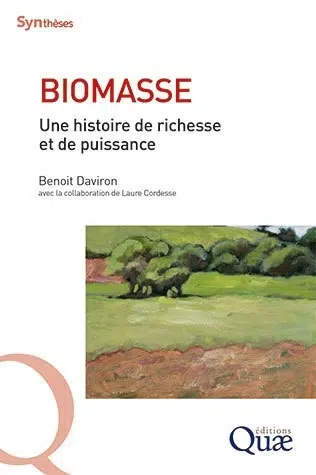 Synthèses
BIOMASSE
Une histoire de richesse
et de puissance
Benoit Daviron
avec la collaboration de Laure Cordesse
éditions
Quæ